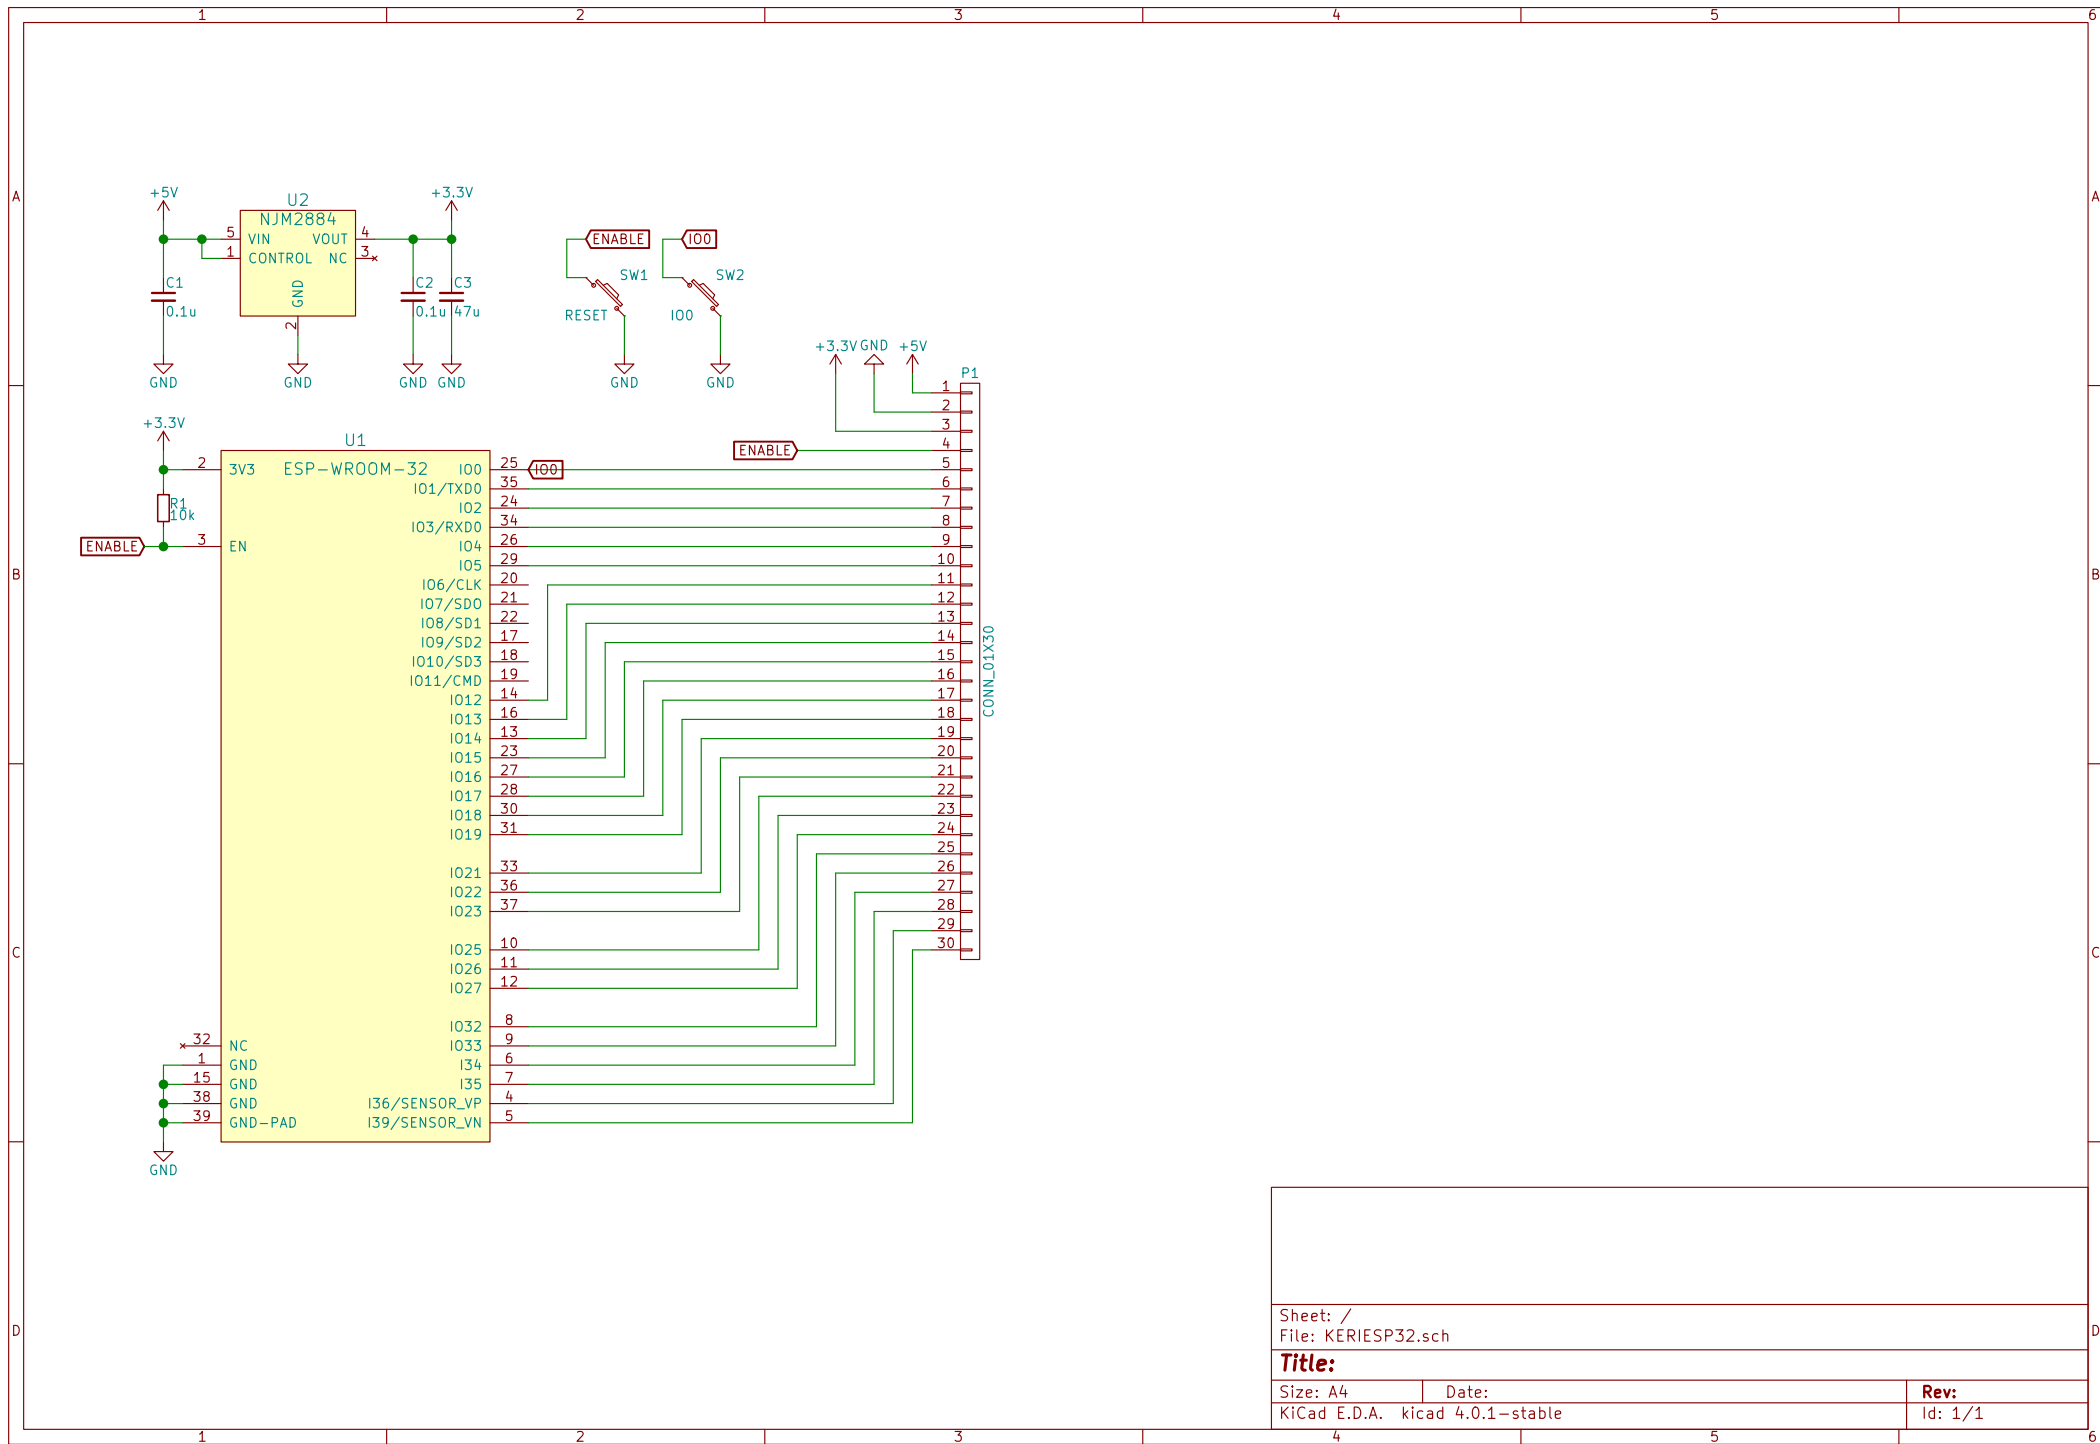 1 2 3 4 5 6
A A
B B
C C
D D
+5V
U2
NJM2884
+3.3V
5 VIN VOUT 4
1 CONTROL NC 3
GND
2
C1
0.1u
C2
0.1u
C3
47u
GND
GND
GND
GND
ENABLE
IO0
SW1
RESET
SW2
IO0
GND
GND
+3.3V
GND
+5V
P1
CONN_01X30
1
2
3
ENABLE 4
5
6
7
8
9
10
11
12
13
14
15
16
17
18
19
20
21
22
23
24
25
26
27
28
29
30
+3.3V
R1
10k
ENABLE
U1
ESP-WROOM-32
2 3V3
3 EN
32 NC
1 GND
15 GND
38 GND
39 GND-PAD
GND
IO0 25 IO0
IO1/TXD0 35
IO2 24
IO3/RXD0 34
IO4 26
IO5 29
IO6/CLK 20
IO7/SD0 21
IO8/SD1 22
IO9/SD2 17
IO10/SD3 18
IO11/CMD 19
IO12 14
IO13 16
IO14 13
IO15 23
IO16 27
IO17 28
IO18 30
IO19 31
IO21 33
IO22 36
IO23 37
IO25 10
IO26 11
IO27 12
IO32 8
IO33 9
I34 6
I35 7
I36/SENSOR_VP 4
I39/SENSOR_VN 5
Sheet: /
File: KERIESP32.sch
Title:
Size: A4 Date: Rev:
KiCad E.D.A. kicad 4.0.1-stable Id: 1/1
1 2 3 4 5 6